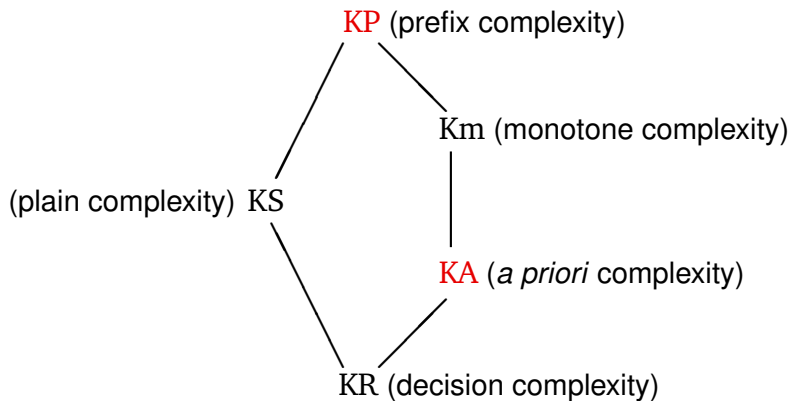 KP (prefix complexity)
Km (monotone complexity)
(plain complexity) KS
KA (a priori complexity)
KR (decision complexity)